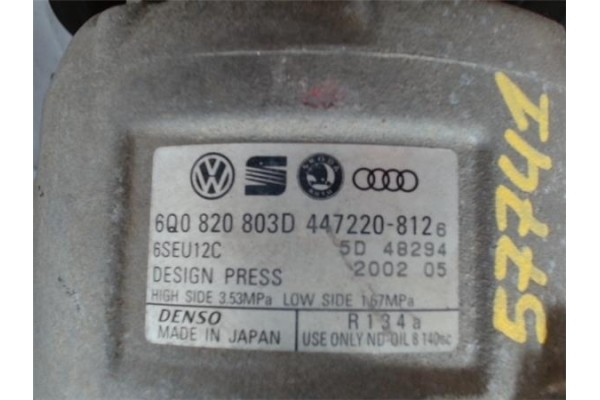 6Q0 820 803D 447220-8126
6SEU12C 5D 48294
DESIGN PRESS 2002 05
HIGH SIDE 3.53MPa LOW SIDE 1.67MPa
DENSO R134a
MADE IN JAPAN USE ONLY ND-OIL 8 140cc
57741